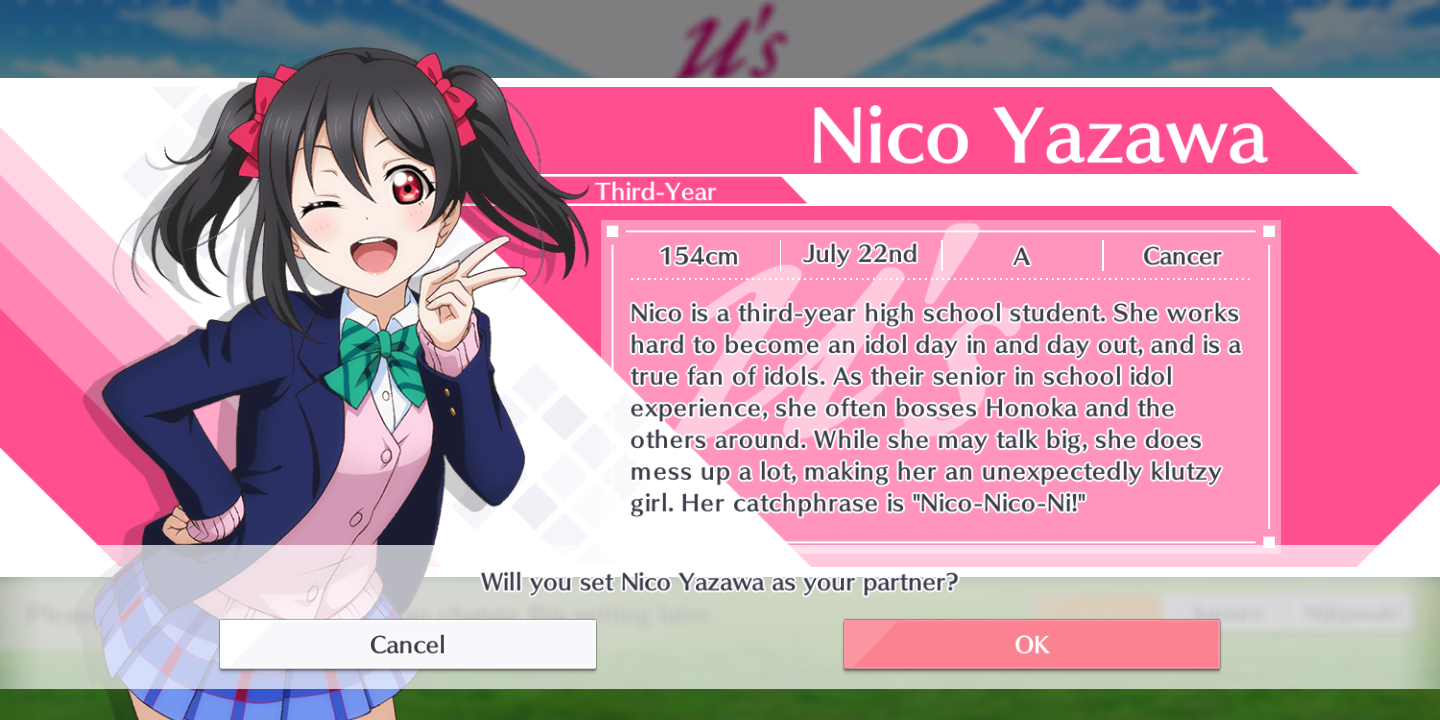 μ's
Nico Yazawa
Third-Year
154cm
July 22nd
A
Cancer
Nico is a third-year high school student. She works
hard to become an idol day in and day out, and is a
true fan of idols. As their senior in school idol
experience, she often bosses Honoka and the
others around. While she may talk big, she does
mess up a lot, making her an unexpectedly klutzy
girl. Her catchphrase is "Nico-Nico-Ni!"
Will you set Nico Yazawa as your partner?
Cancel
OK